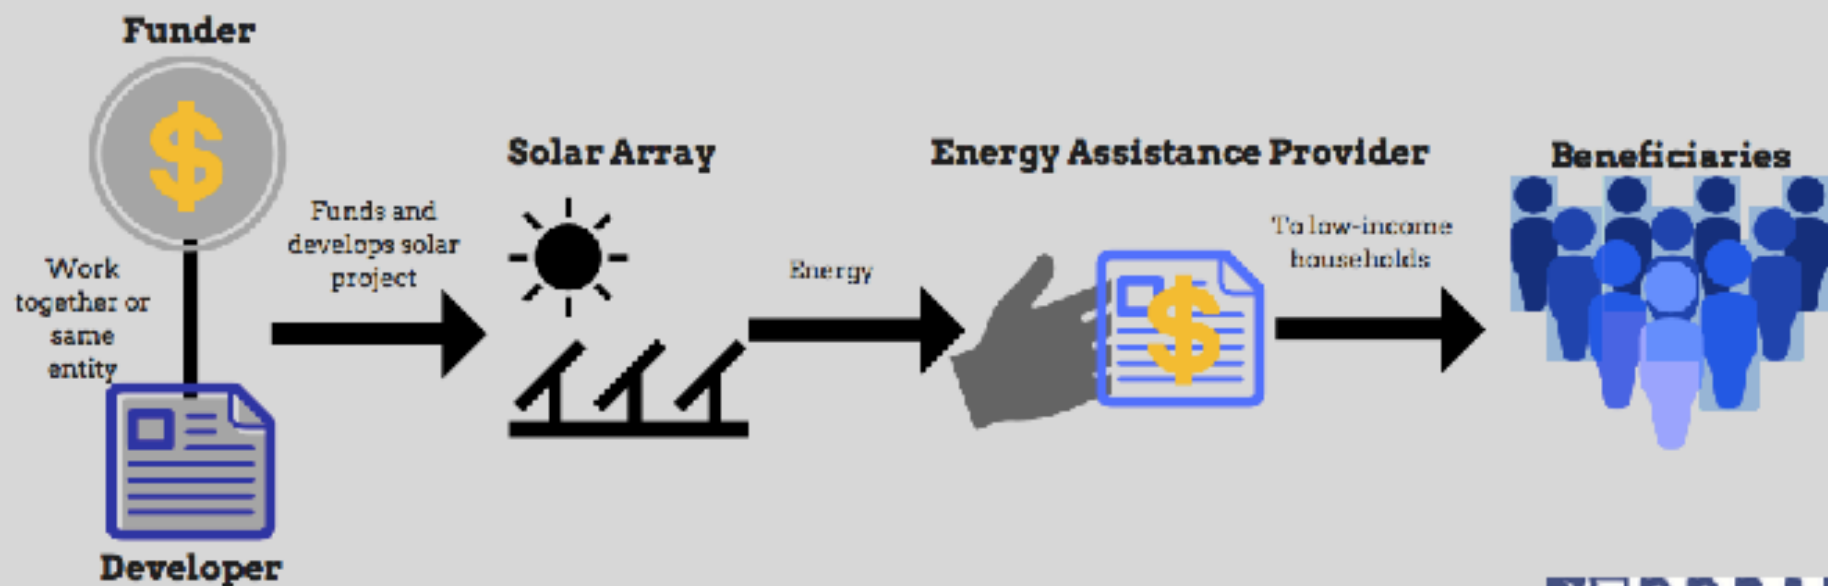 Funder
Work
together or
same
entity
Developer
Funds and
develops solar
project
Solar Array
Energy
Energy Assistance Provider
To low-income
households
Beneficiaries